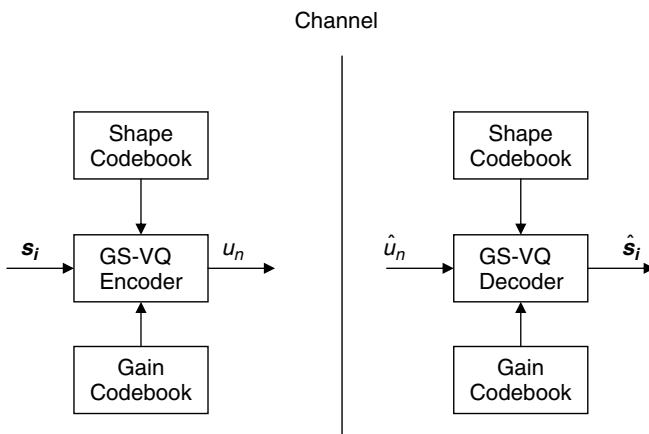 Channel
Shape
Codebook
Shape
Codebook
s_i
GS-VQ
Encoder
u_n
û_n
GS-VQ
Decoder
ŝ_i
Gain
Codebook
Gain
Codebook